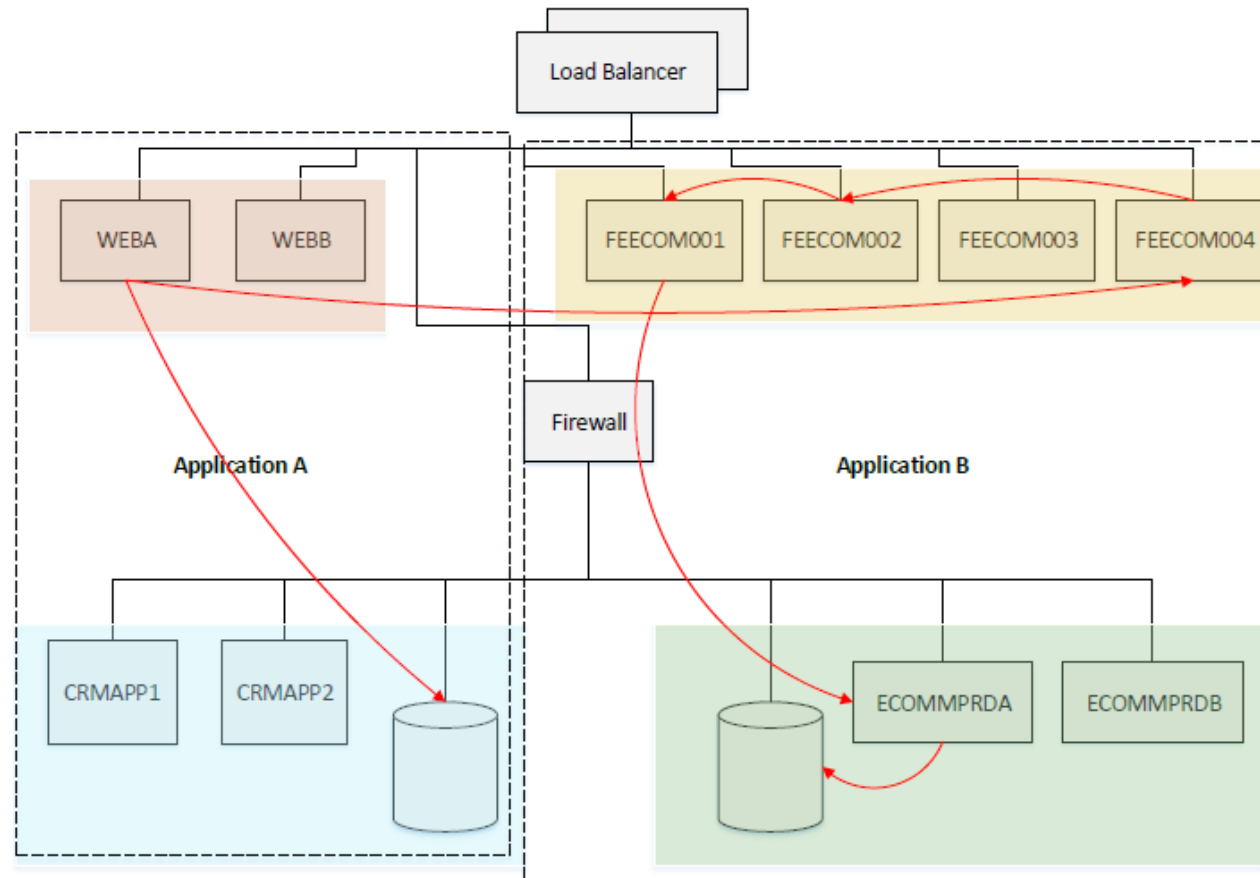 Load Balancer
WEBA
WEBB
FEECOM001
FEECOM002
FEECOM003
FEECOM004
Firewall
Application A
Application B
CRMAPP1
CRMAPP2
ECOMMPRDA
ECOMMPRDB